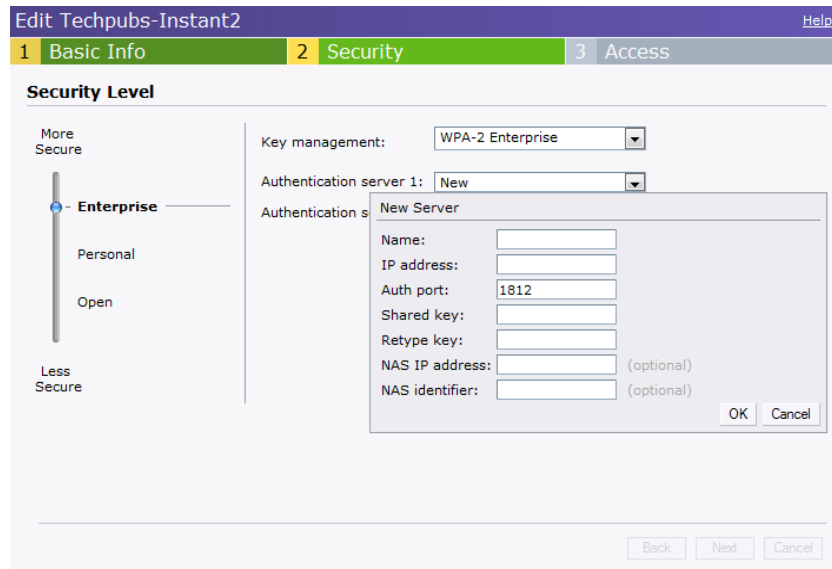 Edit Techpubs-Instant2 Help
1 Basic Info 2 Security 3 Access
Security Level
More
Secure
Enterprise
Personal
Open
Less
Secure
Key management: WPA-2 Enterprise
Authentication server 1: New
Authentication s
New Server
Name:
IP address:
Auth port: 1812
Shared key:
Retype key:
NAS IP address: (optional)
NAS identifier: (optional)
OK Cancel
Back Next Cancel